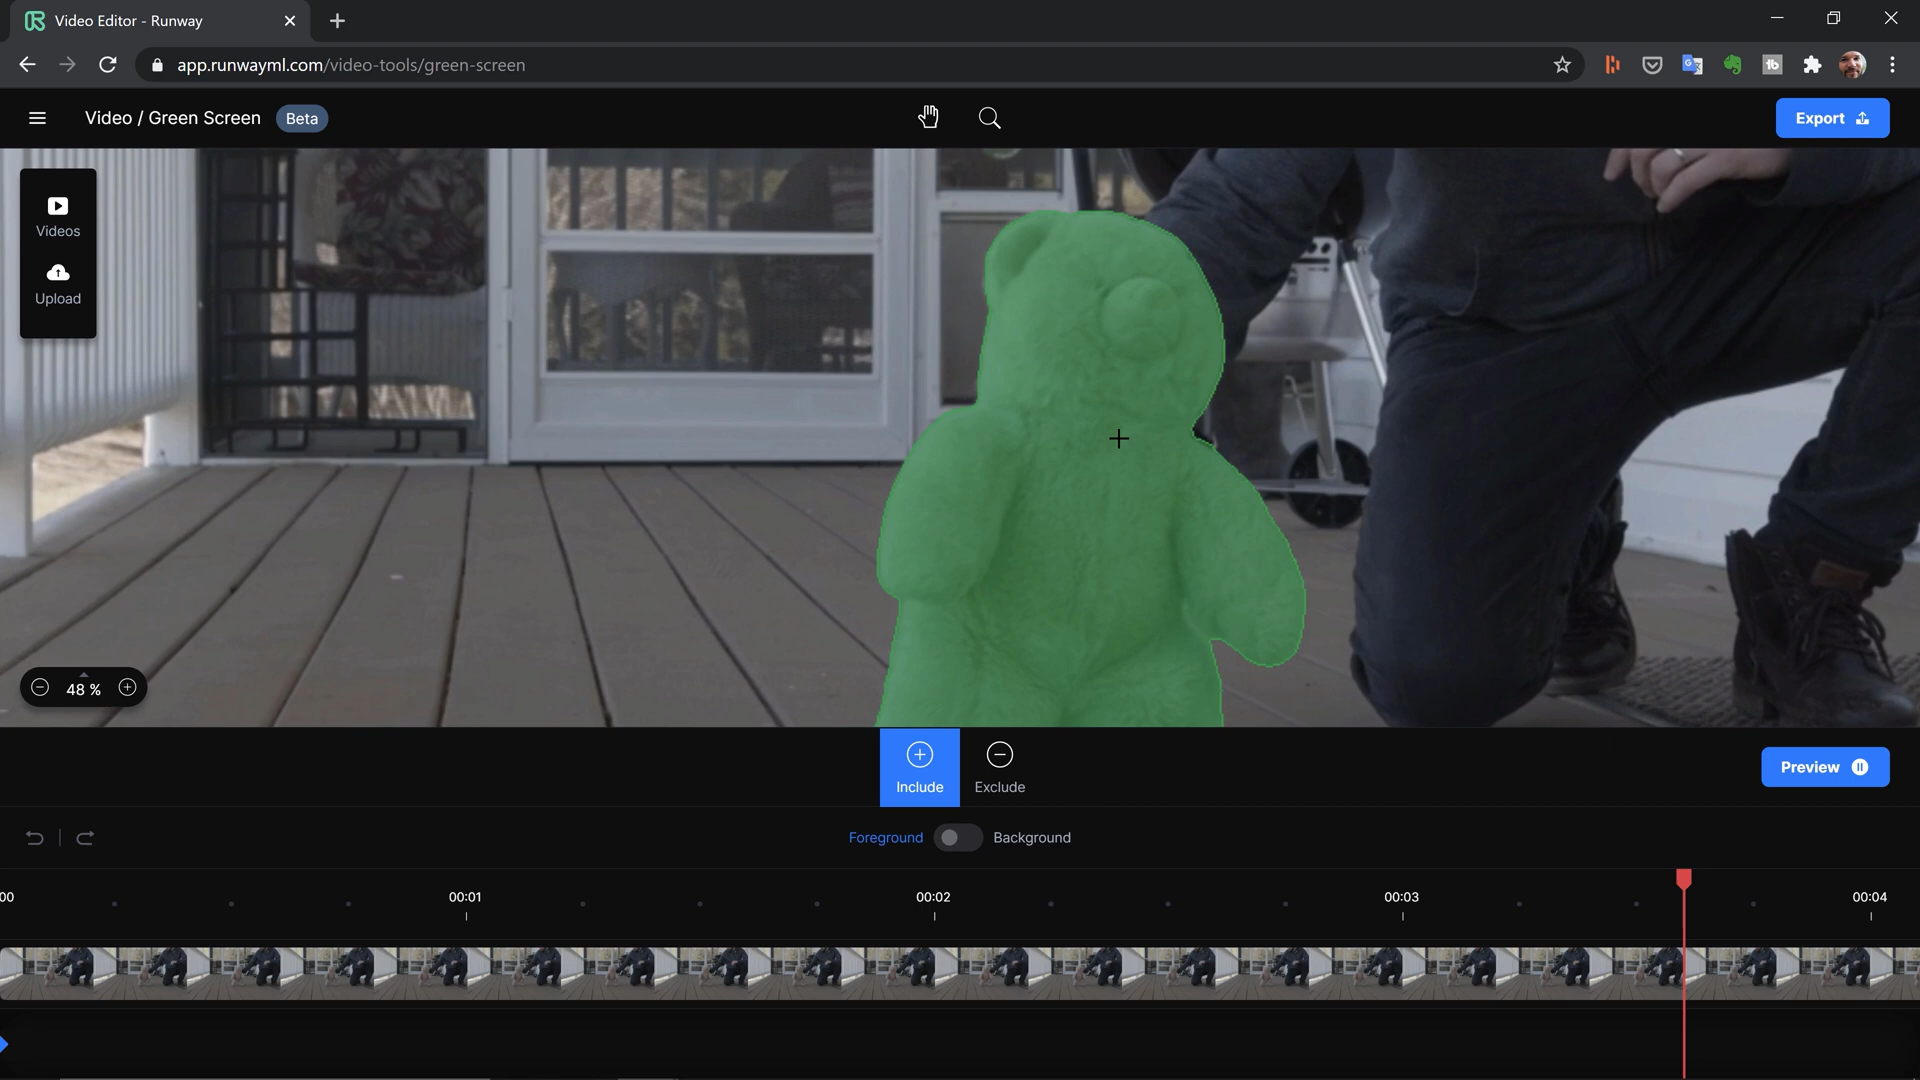 Video Editor - Runway
app.runwayml.com/video-tools/green-screen
Video / Green Screen
Beta
Export
Videos
Upload
48 %
Include
Exclude
Preview
Foreground
Background
00
00:01
00:02
00:03
00:04